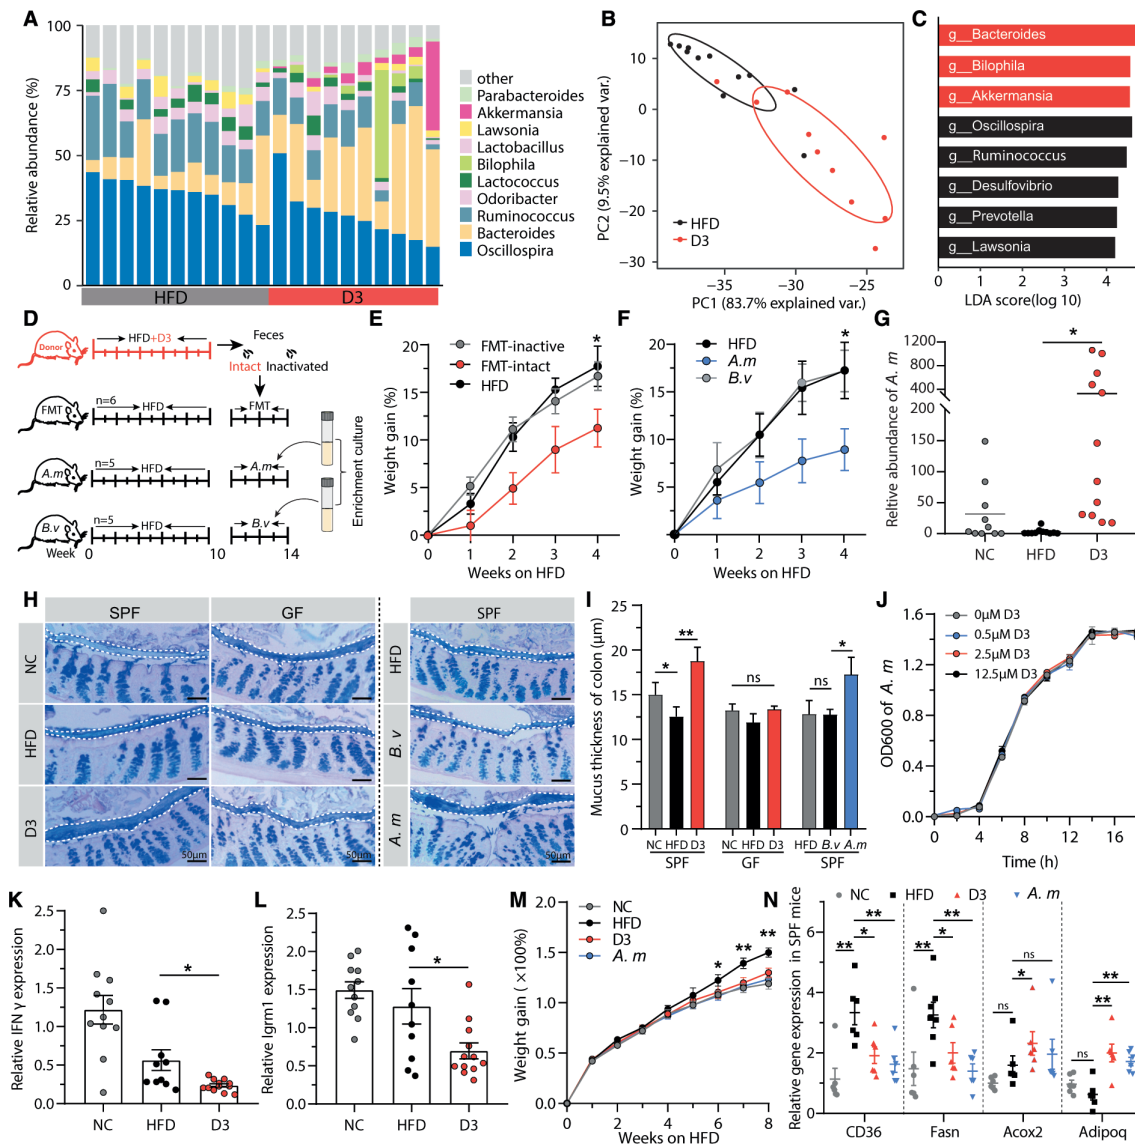 A
100
75
50
25
0
Relative abundance (%)
HFD
D3
other
Parabacteroides
Akkermansia
Lawsonia
Lactobacillus
Bilophila
Lactococcus
Odoribacter
Ruminococcus
Bacteroides
Oscillospira
B
10
0
−10
−20
−30
PC2 (9.5% explained var.)
HFD
D3
−35
−30
−25
PC1 (83.7% explained var.)
C
g__Bacteroides
g__Bilophila
g__Akkermansia
g__Oscillospira
g__Ruminococcus
g__Desulfovibrio
g__Prevotella
g__Lawsonia
0 1 2 3 4
LDA score(log 10)
D
Donor
HFD+D3
Feces
Intact
Inactivated
FMT
n=6
HFD
FMT
A.m
n=5
HFD
A.m
B.v
n=5
HFD
B.v
Week 0 10 14
Enrichment culture
E
20
15
10
5
0
Weight gain (%)
FMT-inactive
FMT-intact
HFD
*
0 1 2 3 4
Weeks on HFD
F
20
15
10
5
0
Weight gain (%)
HFD
A.m
B.v
*
0 1 2 3 4
Weeks on HFD
G
1200
800
400
200
150
100
50
0
Reltive abundance of A. m
*
NC HFD D3
H
SPF
GF
SPF
NC
HFD
D3
HFD
B. v
A. m
50μm
50μm
50μm
I
25
20
15
10
5
0
Mucus thickness of colon (μm)
*
**
ns
ns
*
NC HFD D3
NC HFD D3
HFD B.v A.m
SPF
GF
SPF
J
1.6
1.2
0.8
0.4
0.0
OD600 of A. m
0μM D3
0.5μM D3
2.5μM D3
12.5μM D3
0 4 8 12 16
Time (h)
K
2.5
2.0
1.5
1.0
0.5
0.0
Relative IFN γ expression
*
NC HFD D3
L
2.5
2.0
1.5
1.0
0.5
0.0
Relative Igrm1 expression
*
NC HFD D3
M
2.0
1.5
1.0
0.5
0.0
Weight gain ( ×100%)
NC
HFD
D3
A. m
*
**
**
0 1 2 3 4 5 6 7 8
Weeks on HFD
N
NC HFD D3 A. m
6
4
2
0
Relative gene expression in SPF mice
**
*
**
**
*
**
ns
*
ns
ns
**
**
CD36 Fasn Acox2 Adipoq